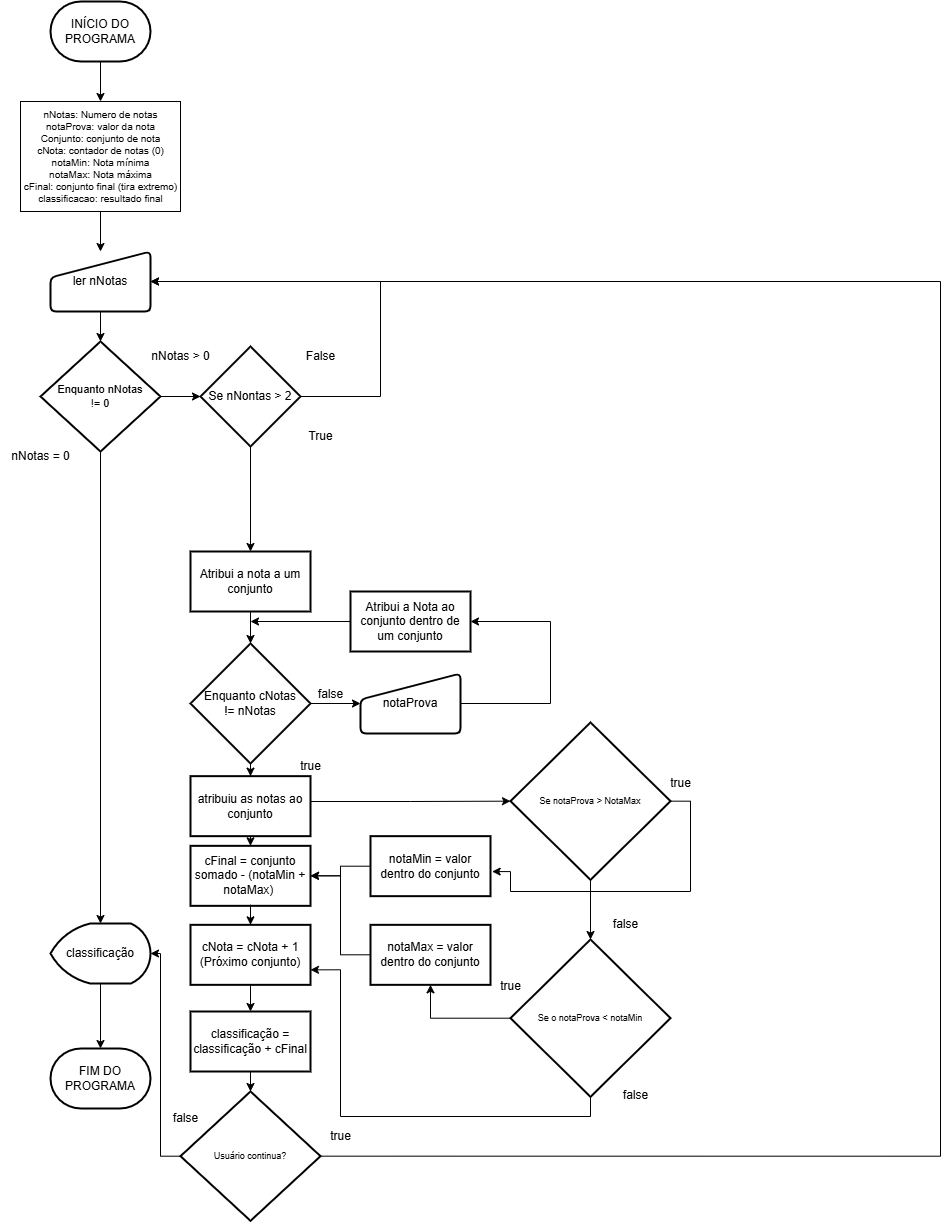 INÍCIO DO
PROGRAMA
nNotas: Numero de notas
notaProva: valor da nota
Conjunto: conjunto de nota
cNota: contador de notas (0)
notaMin: Nota mínima
notaMax: Nota máxima
cFinal: conjunto final (tira extremo)
classificacao: resultado final
ler nNotas
nNotas > 0
False
Enquanto nNotas
!= 0
Se nNontas > 2
True
nNotas = 0
Atribui a nota a um
conjunto
Atribui a Nota ao
conjunto dentro de
um conjunto
Enquanto cNotas
!= nNotas
false
notaProva
true
atribuiu as notas ao
conjunto
Se notaProva > NotaMax
true
cFinal = conjunto
somado - (notaMin +
notaMax)
notaMin = valor
dentro do conjunto
false
classificação
cNota = cNota + 1
(Próximo conjunto)
notaMax = valor
dentro do conjunto
true
Se o notaProva < notaMin
classificação =
classificação + cFinal
FIM DO
PROGRAMA
false
false
true
Usuário continua?